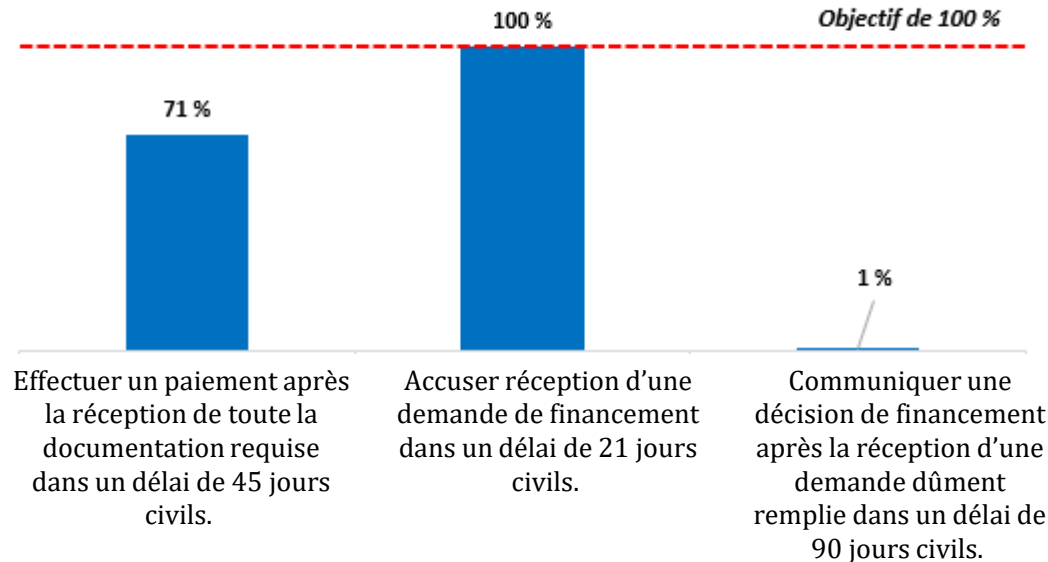 100 %
Objectif de 100 %
71 %
1 %
Effectuer un paiement après
la réception de toute la
documentation requise
dans un délai de 45 jours
civils.
Accuser réception d’une
demande de financement
dans un délai de 21 jours
civils.
Communiquer une
décision de financement
après la réception d’une
demande dûment
remplie dans un délai de
90 jours civils.